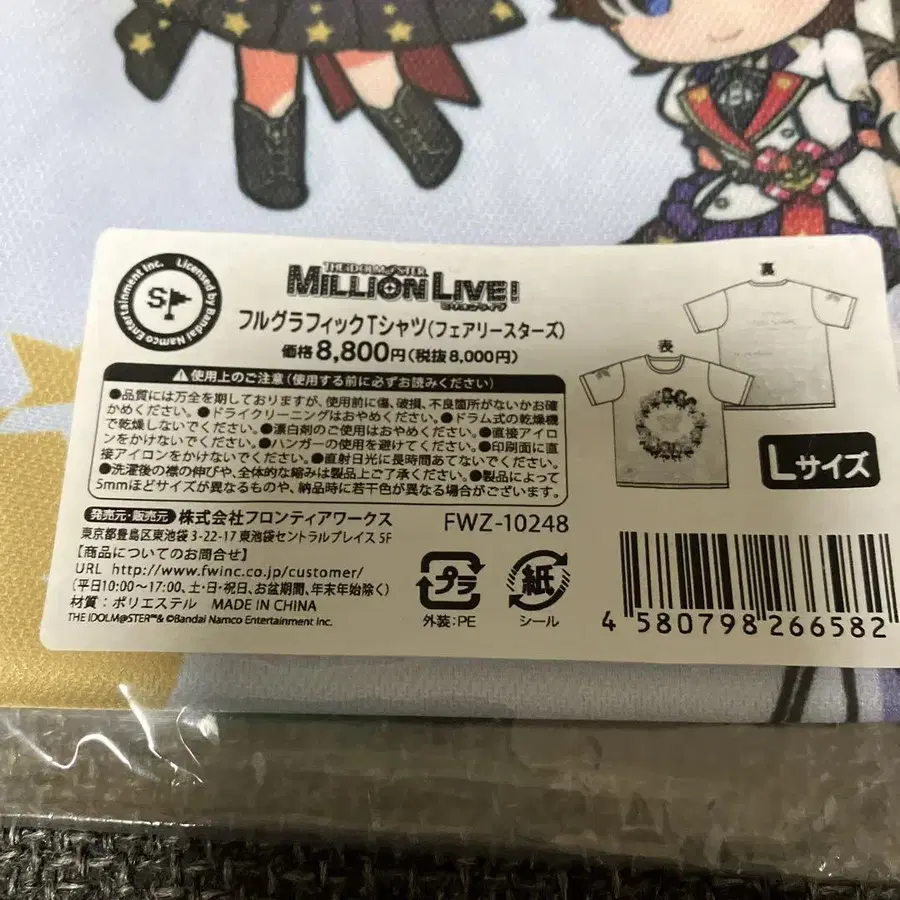 Licensed by Bandai Namco Entertainment Inc.
S
THE IDOLM@STER
MILLION LIVE!
ミリオンライブ!
フルグラフィックTシャツ(フェアリースターズ)
価格8,800円(税抜8,000円)
裏
表
Lサイズ
使用上のご注意(使用する前に必ずお読みください)
●品質には万全を期しておりますが、使用前に傷、破損、不良箇所がないかお確
かめください。●ドライクリーニングはおやめください。●ドラム式の乾燥機
で乾燥しないでください。●漂白剤のご使用はおやめください。●直接アイロ
ンをかけないでください。●ハンガーの使用を避けてください。●印刷面に直
接アイロンをかけないでください。●直射日光に長時間あてないでください。
●洗濯後の襟の伸びや、全体的な縮みは製品上ご了承ください。●製品によって
5mmほどサイズが異なるものや、納品時に若干色が異なる場合がございます。
発売元・販売元 株式会社フロンティアワークス FWZ-10248
東京都豊島区東池袋 3-22-17 東池袋セントラルプレイス 5F
【商品についてのお問合せ】
URL http://www.fwinc.co.jp/customer/
(平日10:00〜17:00、土・日・祝日、お盆期間、年末年始除く)
材質:ポリエステル MADE IN CHINA
THE IDOLM@STER™& ©Bandai Namco Entertainment Inc.
プラ
外装:PE
紙
シール
4 580798 266582